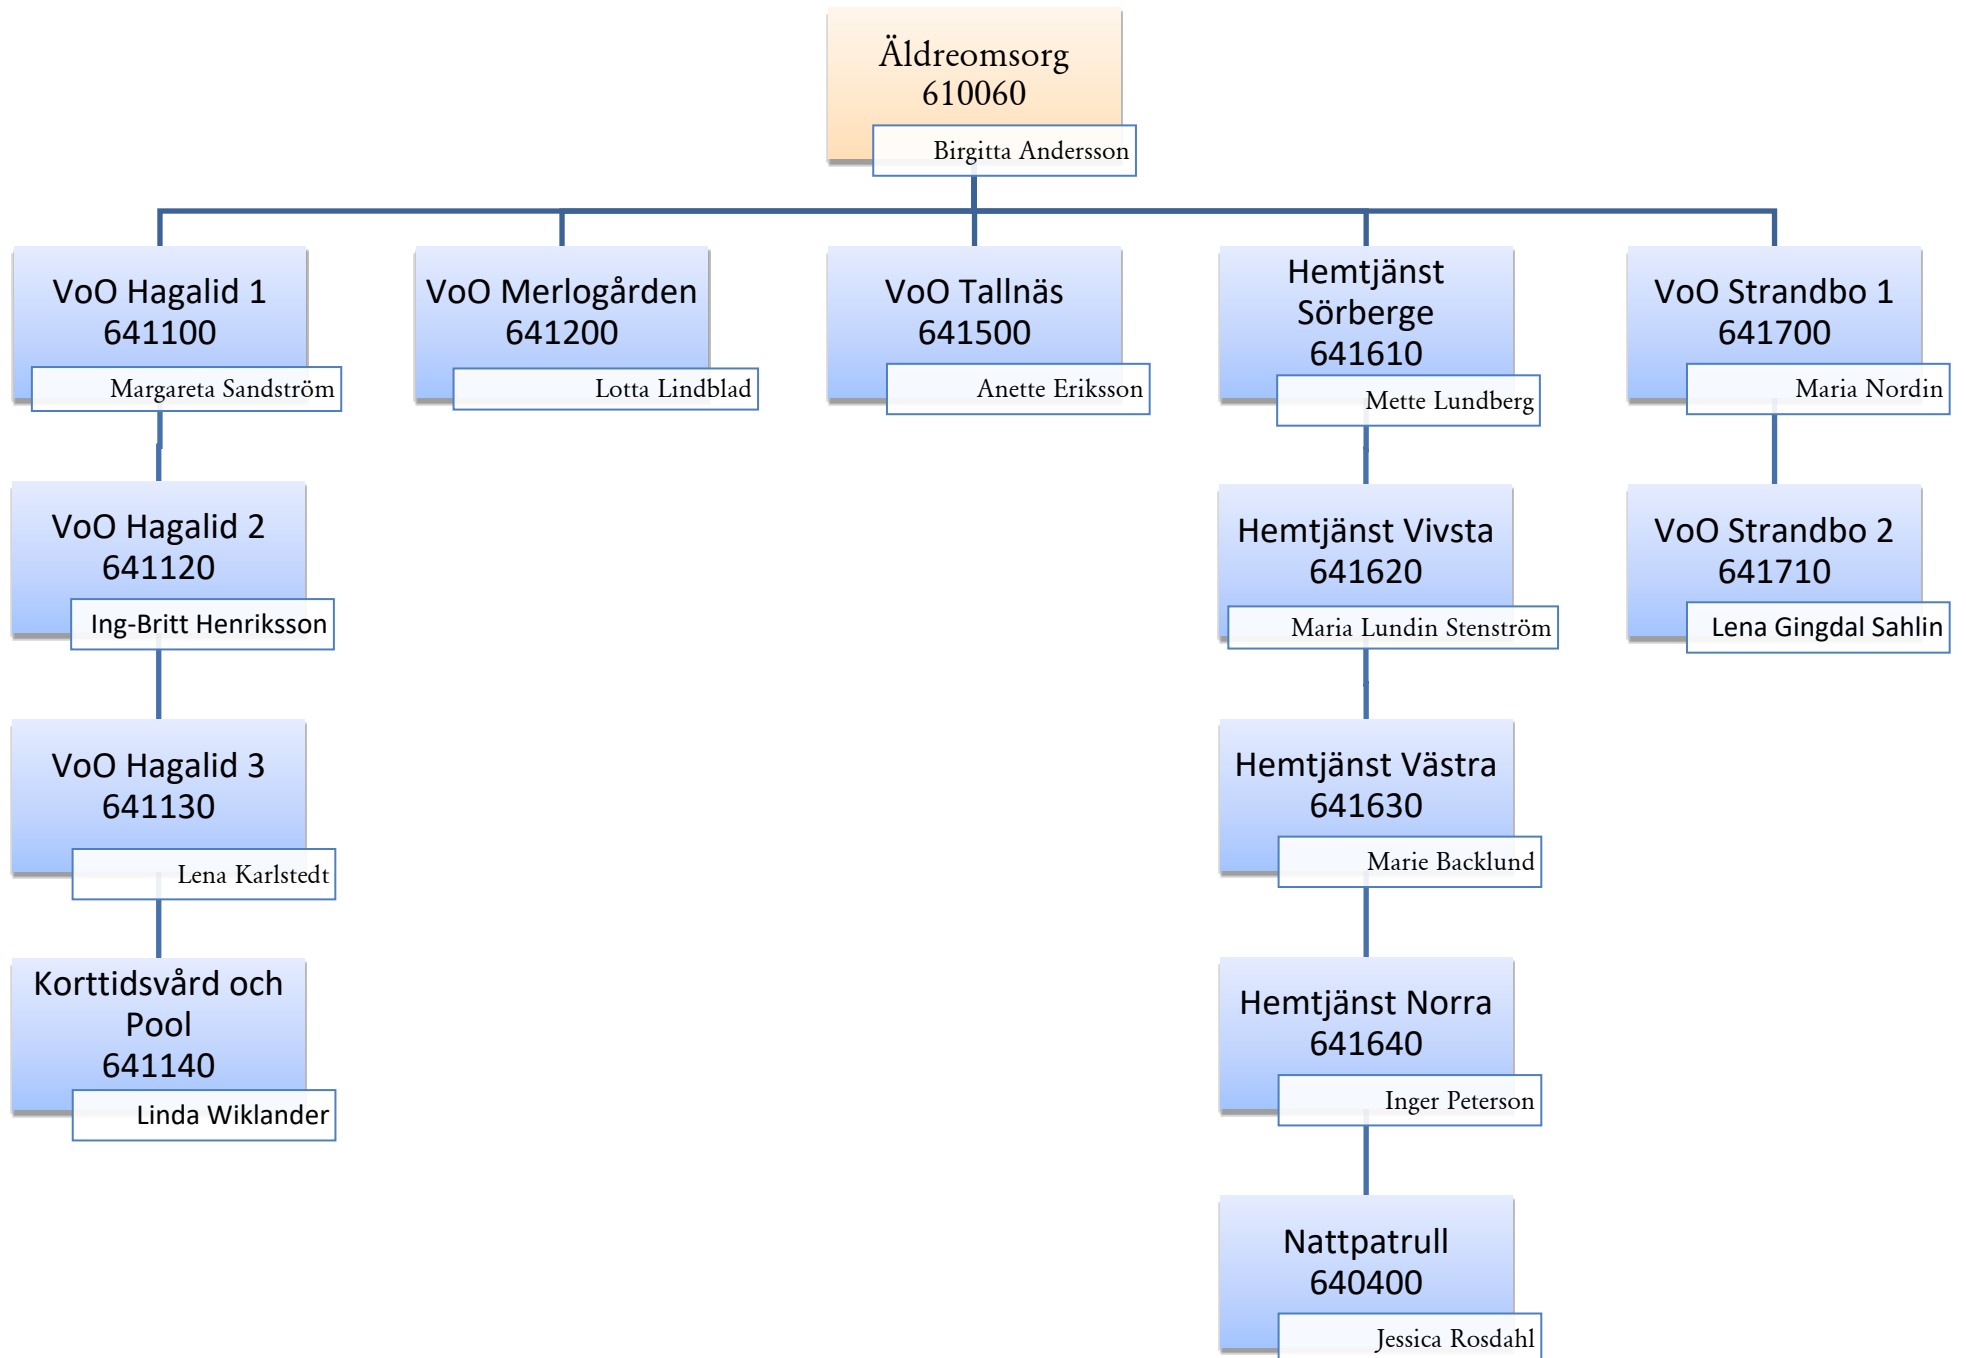 Äldreomsorg
610060
Birgitta Andersson
VoO Hagalid 1
641100
Margareta Sandström
VoO Merlogården
641200
Lotta Lindblad
VoO Tallnäs
641500
Anette Eriksson
Hemtjänst
Sörberge
641610
Mette Lundberg
VoO Strandbo 1
641700
Maria Nordin
VoO Hagalid 2
641120
Ing-Britt Henriksson
Hemtjänst Vivsta
641620
Maria Lundin Stenström
VoO Strandbo 2
641710
Lena Gingdal Sahlin
VoO Hagalid 3
641130
Lena Karlstedt
Hemtjänst Västra
641630
Marie Backlund
Korttidsvård och
Pool
641140
Linda Wiklander
Hemtjänst Norra
641640
Inger Peterson
Nattpatrull
640400
Jessica Rosdahl